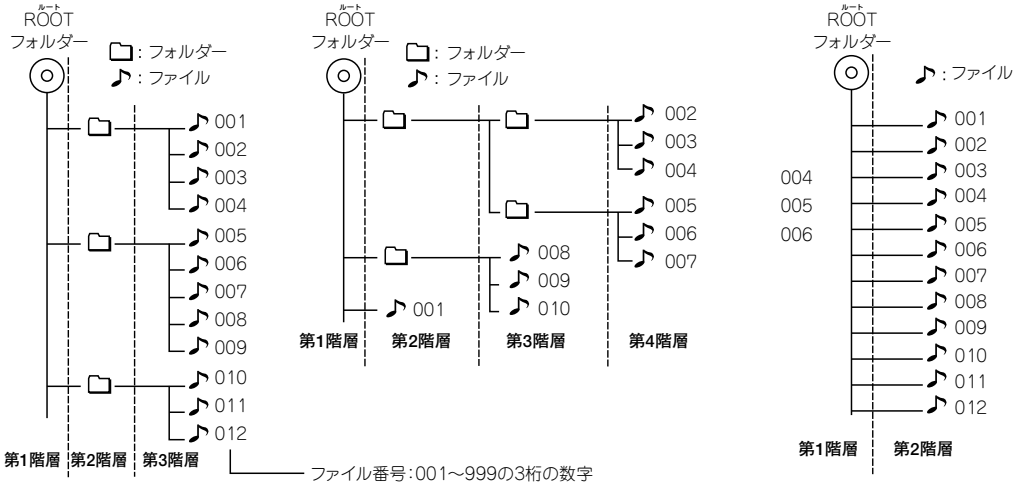 ルート
ROOT
フォルダー
：フォルダー
：ファイル
001
002
003
004
005
006
007
008
009
010
011
012
第1階層
第2階層
第3階層
ファイル番号：001～999の3桁の数字
ルート
ROOT
フォルダー
：フォルダー
：ファイル
002
003
004
005
006
007
008
009
010
001
第1階層
第2階層
第3階層
第4階層
004
005
006
ルート
ROOT
フォルダー
：ファイル
001
002
003
004
005
006
007
008
009
010
011
012
第1階層
第2階層